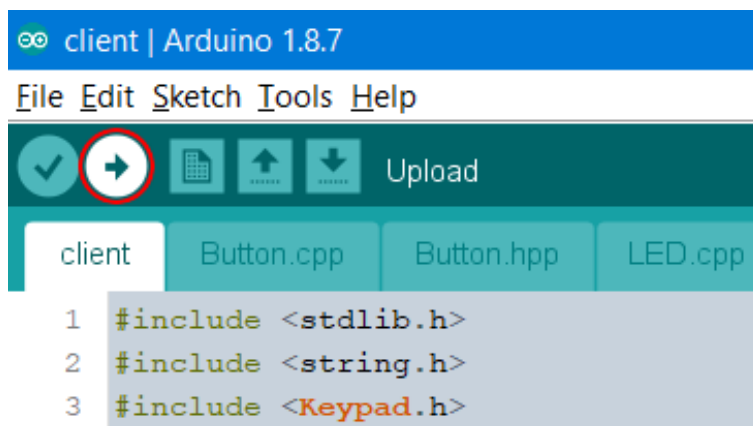 client | Arduino 1.8.7
File Edit Sketch Tools Help
Upload
client Button.cpp Button.hpp LED.cpp
1 #include <stdlib.h>
2 #include <string.h>
3 #include <Keypad.h>